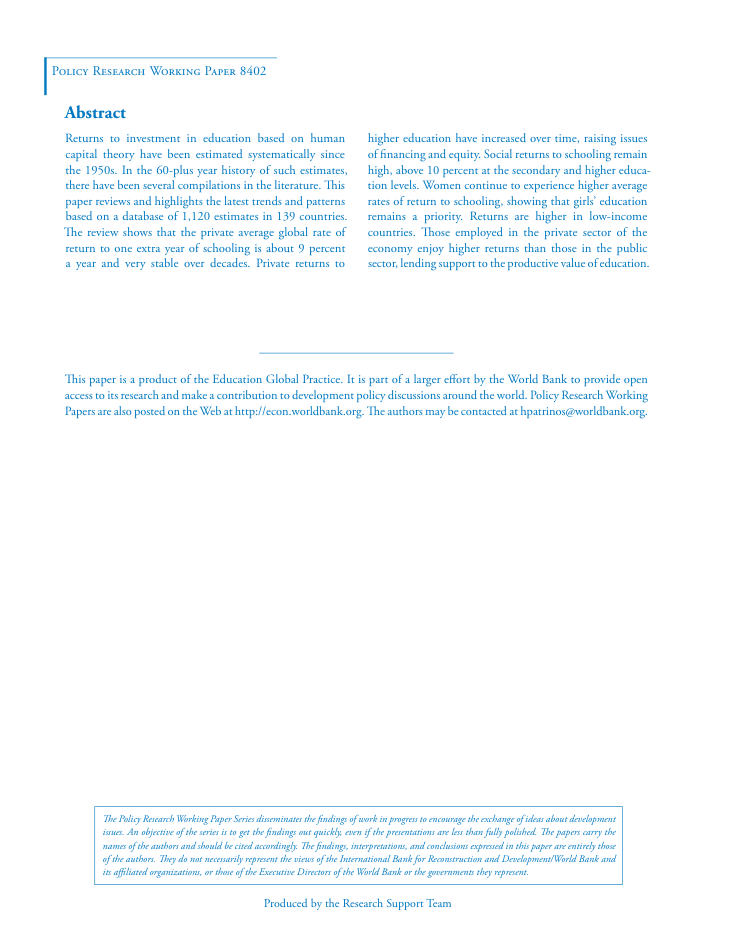 Policy Research Working Paper 8402
Abstract
Returns to investment in education based on human
capital theory have been estimated systematically since
the 1950s. In the 60-plus year history of such estimates,
there have been several compilations in the literature. This
paper reviews and highlights the latest trends and patterns
based on a database of 1,120 estimates in 139 countries.
The review shows that the private average global rate of
return to one extra year of schooling is about 9 percent
a year and very stable over decades. Private returns to
higher education have increased over time, raising issues
of financing and equity. Social returns to schooling remain
high, above 10 percent at the secondary and higher educa-
tion levels. Women continue to experience higher average
rates of return to schooling, showing that girls' education
remains a priority. Returns are higher in low-income
countries. Those employed in the private sector of the
economy enjoy higher returns than those in the public
sector, lending support to the productive value of education.
This paper is a product of the Education Global Practice. It is part of a larger effort by the World Bank to provide open
access to its research and make a contribution to development policy discussions around the world. Policy Research Working
Papers are also posted on the Web at http://econ.worldbank.org. The authors may be contacted at hpatrinos@worldbank.org.
The Policy Research Working Paper Series disseminates the findings of work in progress to encourage the exchange of ideas about development
issues. An objective of the series is to get the findings out quickly, even if the presentations are less than fully polished. The papers carry the
names of the authors and should be cited accordingly. The findings, interpretations, and conclusions expressed in this paper are entirely those
of the authors. They do not necessarily represent the views of the International Bank for Reconstruction and Development/World Bank and
its affiliated organizations, or those of the Executive Directors of the World Bank or the governments they represent.
Produced by the Research Support Team